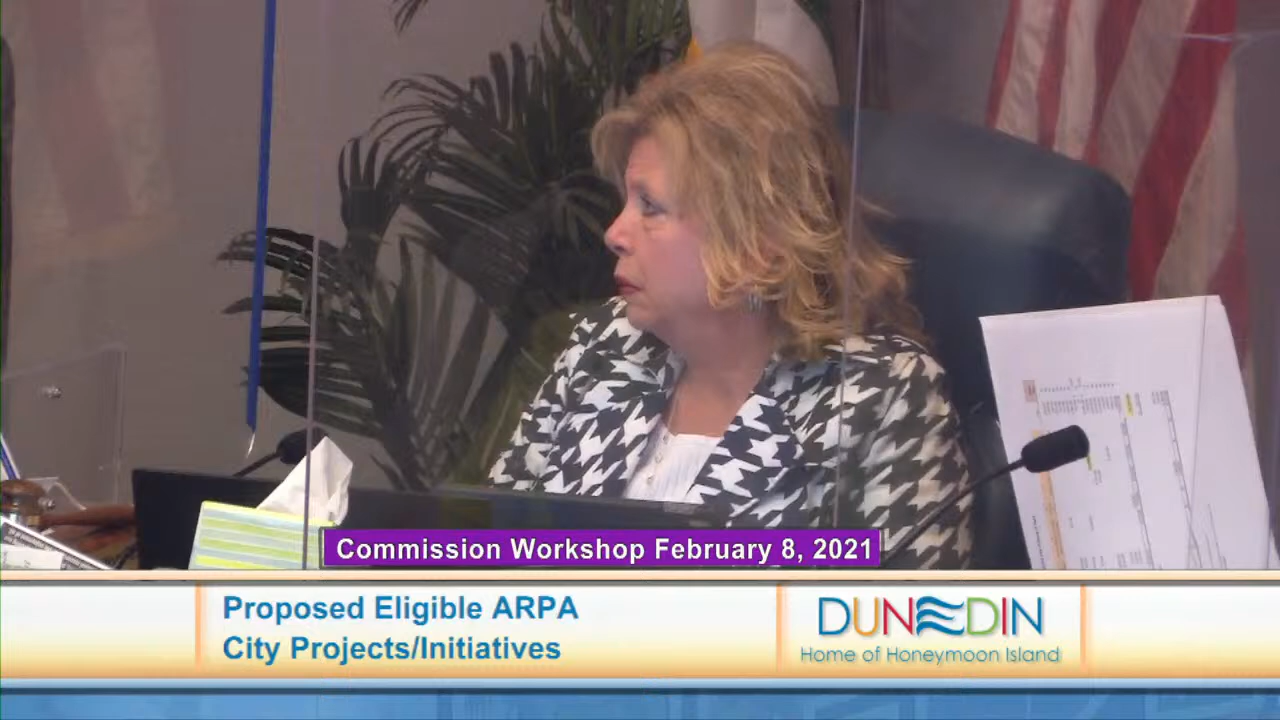 Commission Workshop February 8, 2021
Proposed Eligible ARPA
City Projects/Initiatives
DUNEDIN
Home of Honeymoon Island